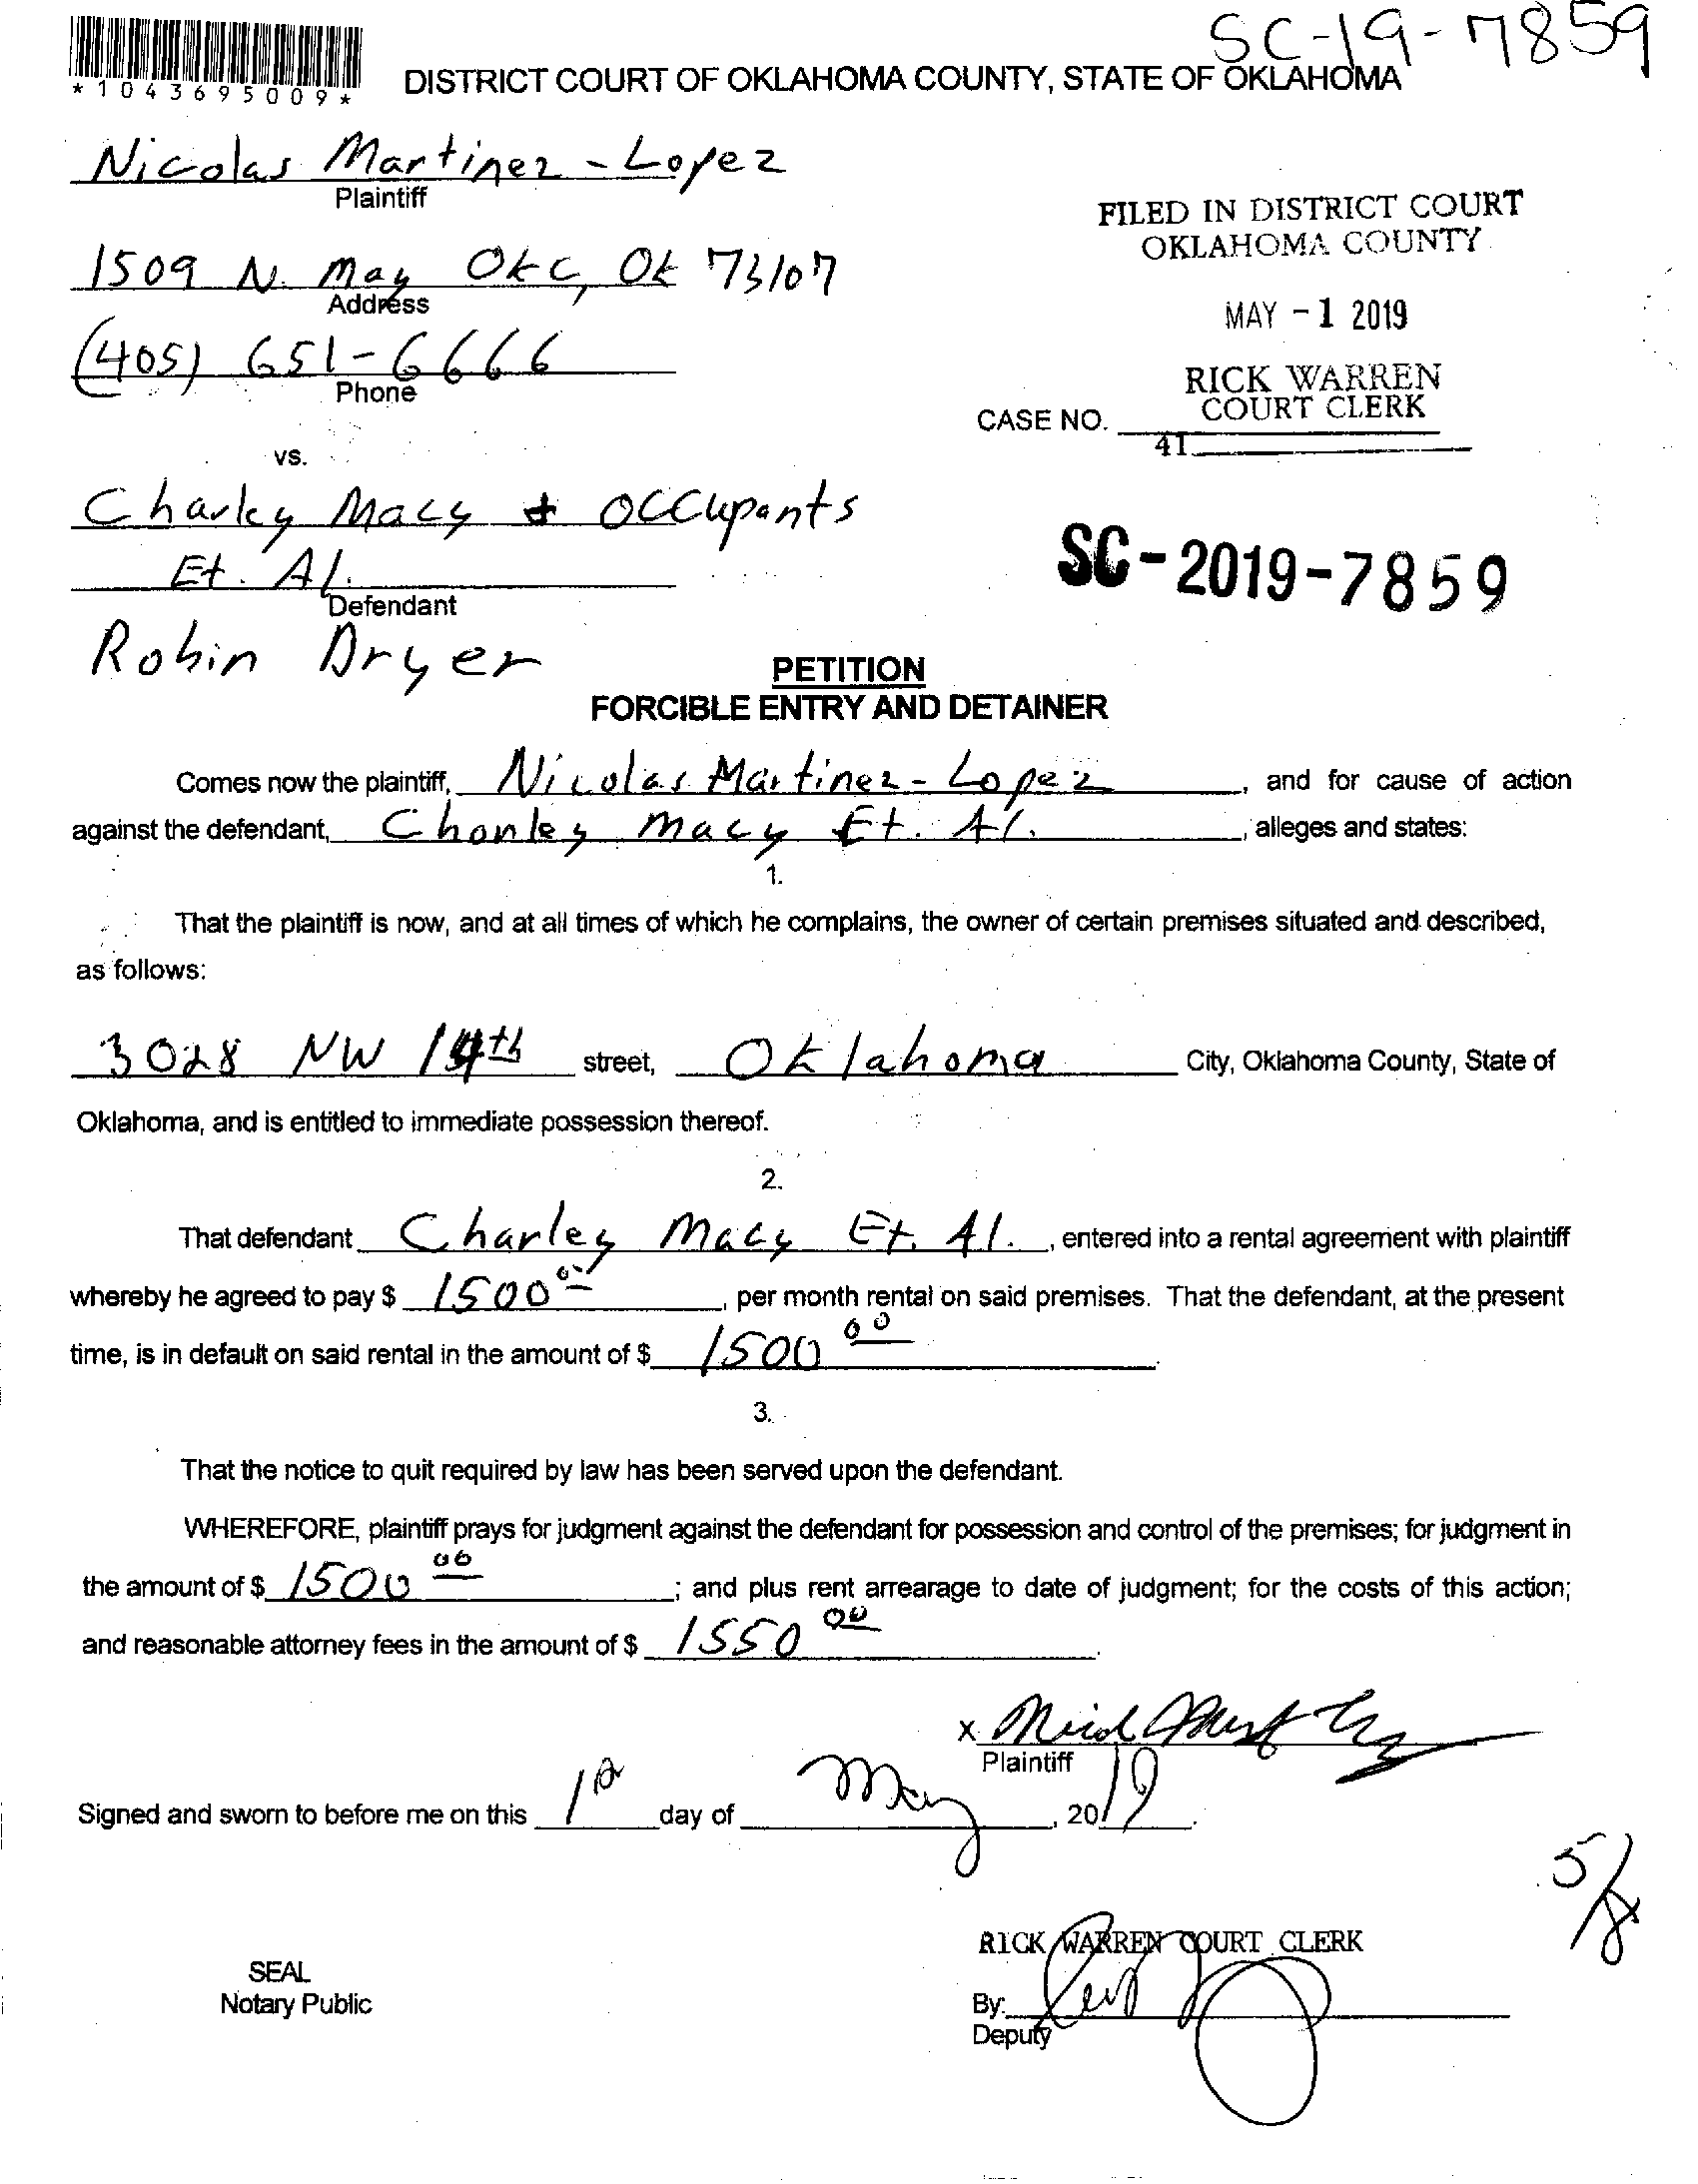 SC-19-7859
*1043695009*
DISTRICT COURT OF OKLAHOMA COUNTY, STATE OF OKLAHOMA
Nicolas Martinez-Lopez
Plaintiff
1509 N. May OKC, OK 73107
Address
(405) 651-6666
Phone
FILED IN DISTRICT COURT
OKLAHOMA COUNTY
MAY -1 2019
RICK WARREN
COURT CLERK
CASE NO.
41
vs.
Charley Macy + Occupants
Et. Al.
Defendant
Robin Dryer
SC-2019-7859
PETITION
FORCIBLE ENTRY AND DETAINER
Comes now the plaintiff, Nicolas Martinez-Lopez, and for cause of action
against the defendant, Charley Macy Et. Al., alleges and states:
1.
That the plaintiff is now, and at all times of which he complains, the owner of certain premises situated and described,
as follows:
3028 NW 14th street, Oklahoma City, Oklahoma County, State of
Oklahoma, and is entitled to immediate possession thereof.
2.
That defendant Charley Macy Et. Al., entered into a rental agreement with plaintiff
whereby he agreed to pay $ 1500 00, per month rental on said premises. That the defendant, at the present
time, is in default on said rental in the amount of $ 1500 00.
3.
That the notice to quit required by law has been served upon the defendant.
WHEREFORE, plaintiff prays for judgment against the defendant for possession and control of the premises; for judgment in
the amount of $ 1500 00; and plus rent arrearage to date of judgment; for the costs of this action;
and reasonable attorney fees in the amount of $ 1550 00.
X
Plaintiff
Signed and sworn to before me on this 1st day of May, 2019.
5/8
RICK WARREN COURT CLERK
SEAL
Notary Public
By:
Deputy